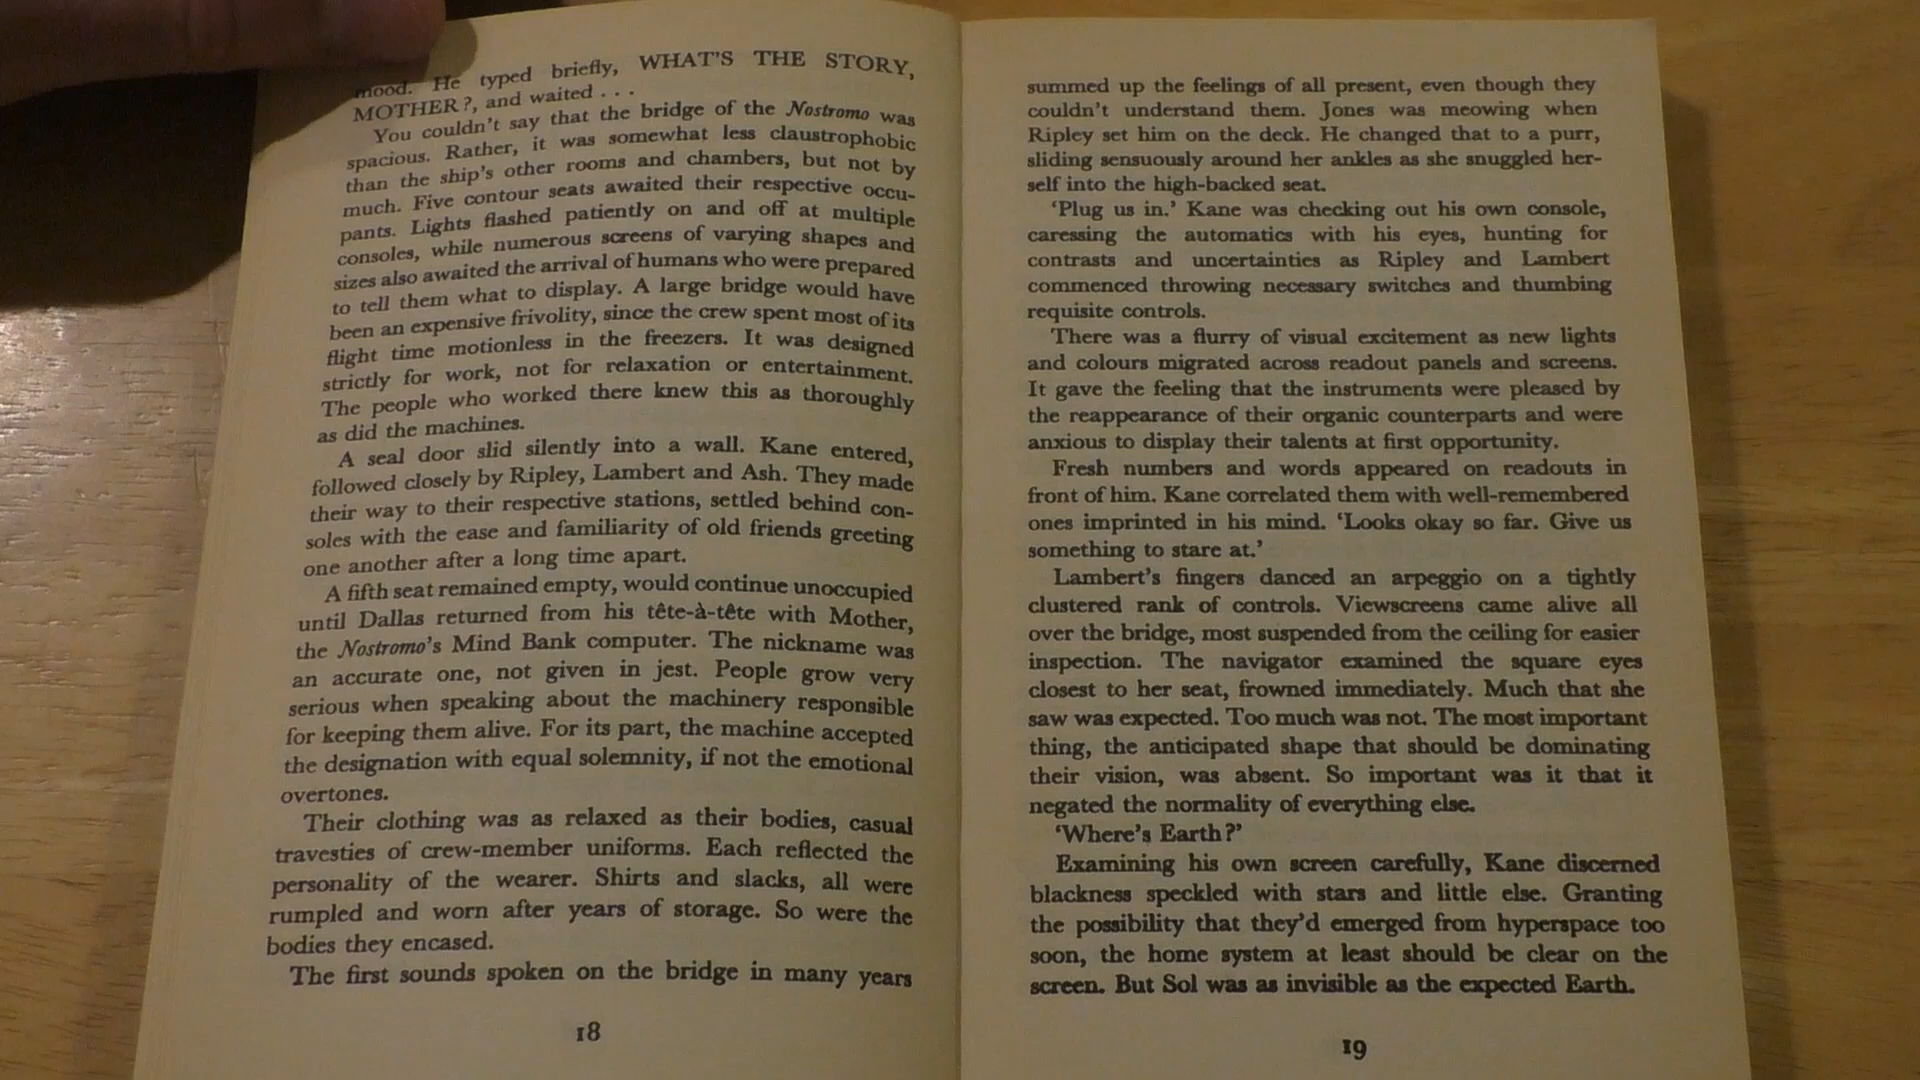 mood. He typed briefly, WHAT'S THE STORY,
MOTHER?, and waited . . .
You couldn't say that the bridge of the Nostromo was
spacious. Rather, it was somewhat less claustrophobic
than the ship's other rooms and chambers, but not by
much. Five contour seats awaited their respective occu-
pants. Lights flashed patiently on and off at multiple
consoles, while numerous screens of varying shapes and
sizes also awaited the arrival of humans who were prepared
to tell them what to display. A large bridge would have
been an expensive frivolity, since the crew spent most of its
flight time motionless in the freezers. It was designed
strictly for work, not for relaxation or entertainment.
The people who worked there knew this as thoroughly
as did the machines.
A seal door slid silently into a wall. Kane entered,
followed closely by Ripley, Lambert and Ash. They made
their way to their respective stations, settled behind con-
soles with the ease and familiarity of old friends greeting
one another after a long time apart.
A fifth seat remained empty, would continue unoccupied
until Dallas returned from his tête-à-tête with Mother,
the Nostromo's Mind Bank computer. The nickname was
an accurate one, not given in jest. People grow very
serious when speaking about the machinery responsible
for keeping them alive. For its part, the machine accepted
the designation with equal solemnity, if not the emotional
overtones.
Their clothing was as relaxed as their bodies, casual
travesties of crew-member uniforms. Each reflected the
personality of the wearer. Shirts and slacks, all were
rumpled and worn after years of storage. So were the
bodies they encased.
The first sounds spoken on the bridge in many years
18
summed up the feelings of all present, even though they
couldn't understand them. Jones was meowing when
Ripley set him on the deck. He changed that to a purr,
sliding sensuously around her ankles as she snuggled her-
self into the high-backed seat.
'Plug us in.' Kane was checking out his own console,
caressing the automatics with his eyes, hunting for
contrasts and uncertainties as Ripley and Lambert
commenced throwing necessary switches and thumbing
requisite controls.
There was a flurry of visual excitement as new lights
and colours migrated across readout panels and screens.
It gave the feeling that the instruments were pleased by
the reappearance of their organic counterparts and were
anxious to display their talents at first opportunity.
Fresh numbers and words appeared on readouts in
front of him. Kane correlated them with well-remembered
ones imprinted in his mind. 'Looks okay so far. Give us
something to stare at.'
Lambert's fingers danced an arpeggio on a tightly
clustered rank of controls. Viewscreens came alive all
over the bridge, most suspended from the ceiling for easier
inspection. The navigator examined the square eyes
closest to her seat, frowned immediately. Much that she
saw was expected. Too much was not. The most important
thing, the anticipated shape that should be dominating
their vision, was absent. So important was it that it
negated the normality of everything else.
'Where's Earth?'
Examining his own screen carefully, Kane discerned
blackness speckled with stars and little else. Granting
the possibility that they'd emerged from hyperspace too
soon, the home system at least should be clear on the
screen. But Sol was as invisible as the expected Earth.
19